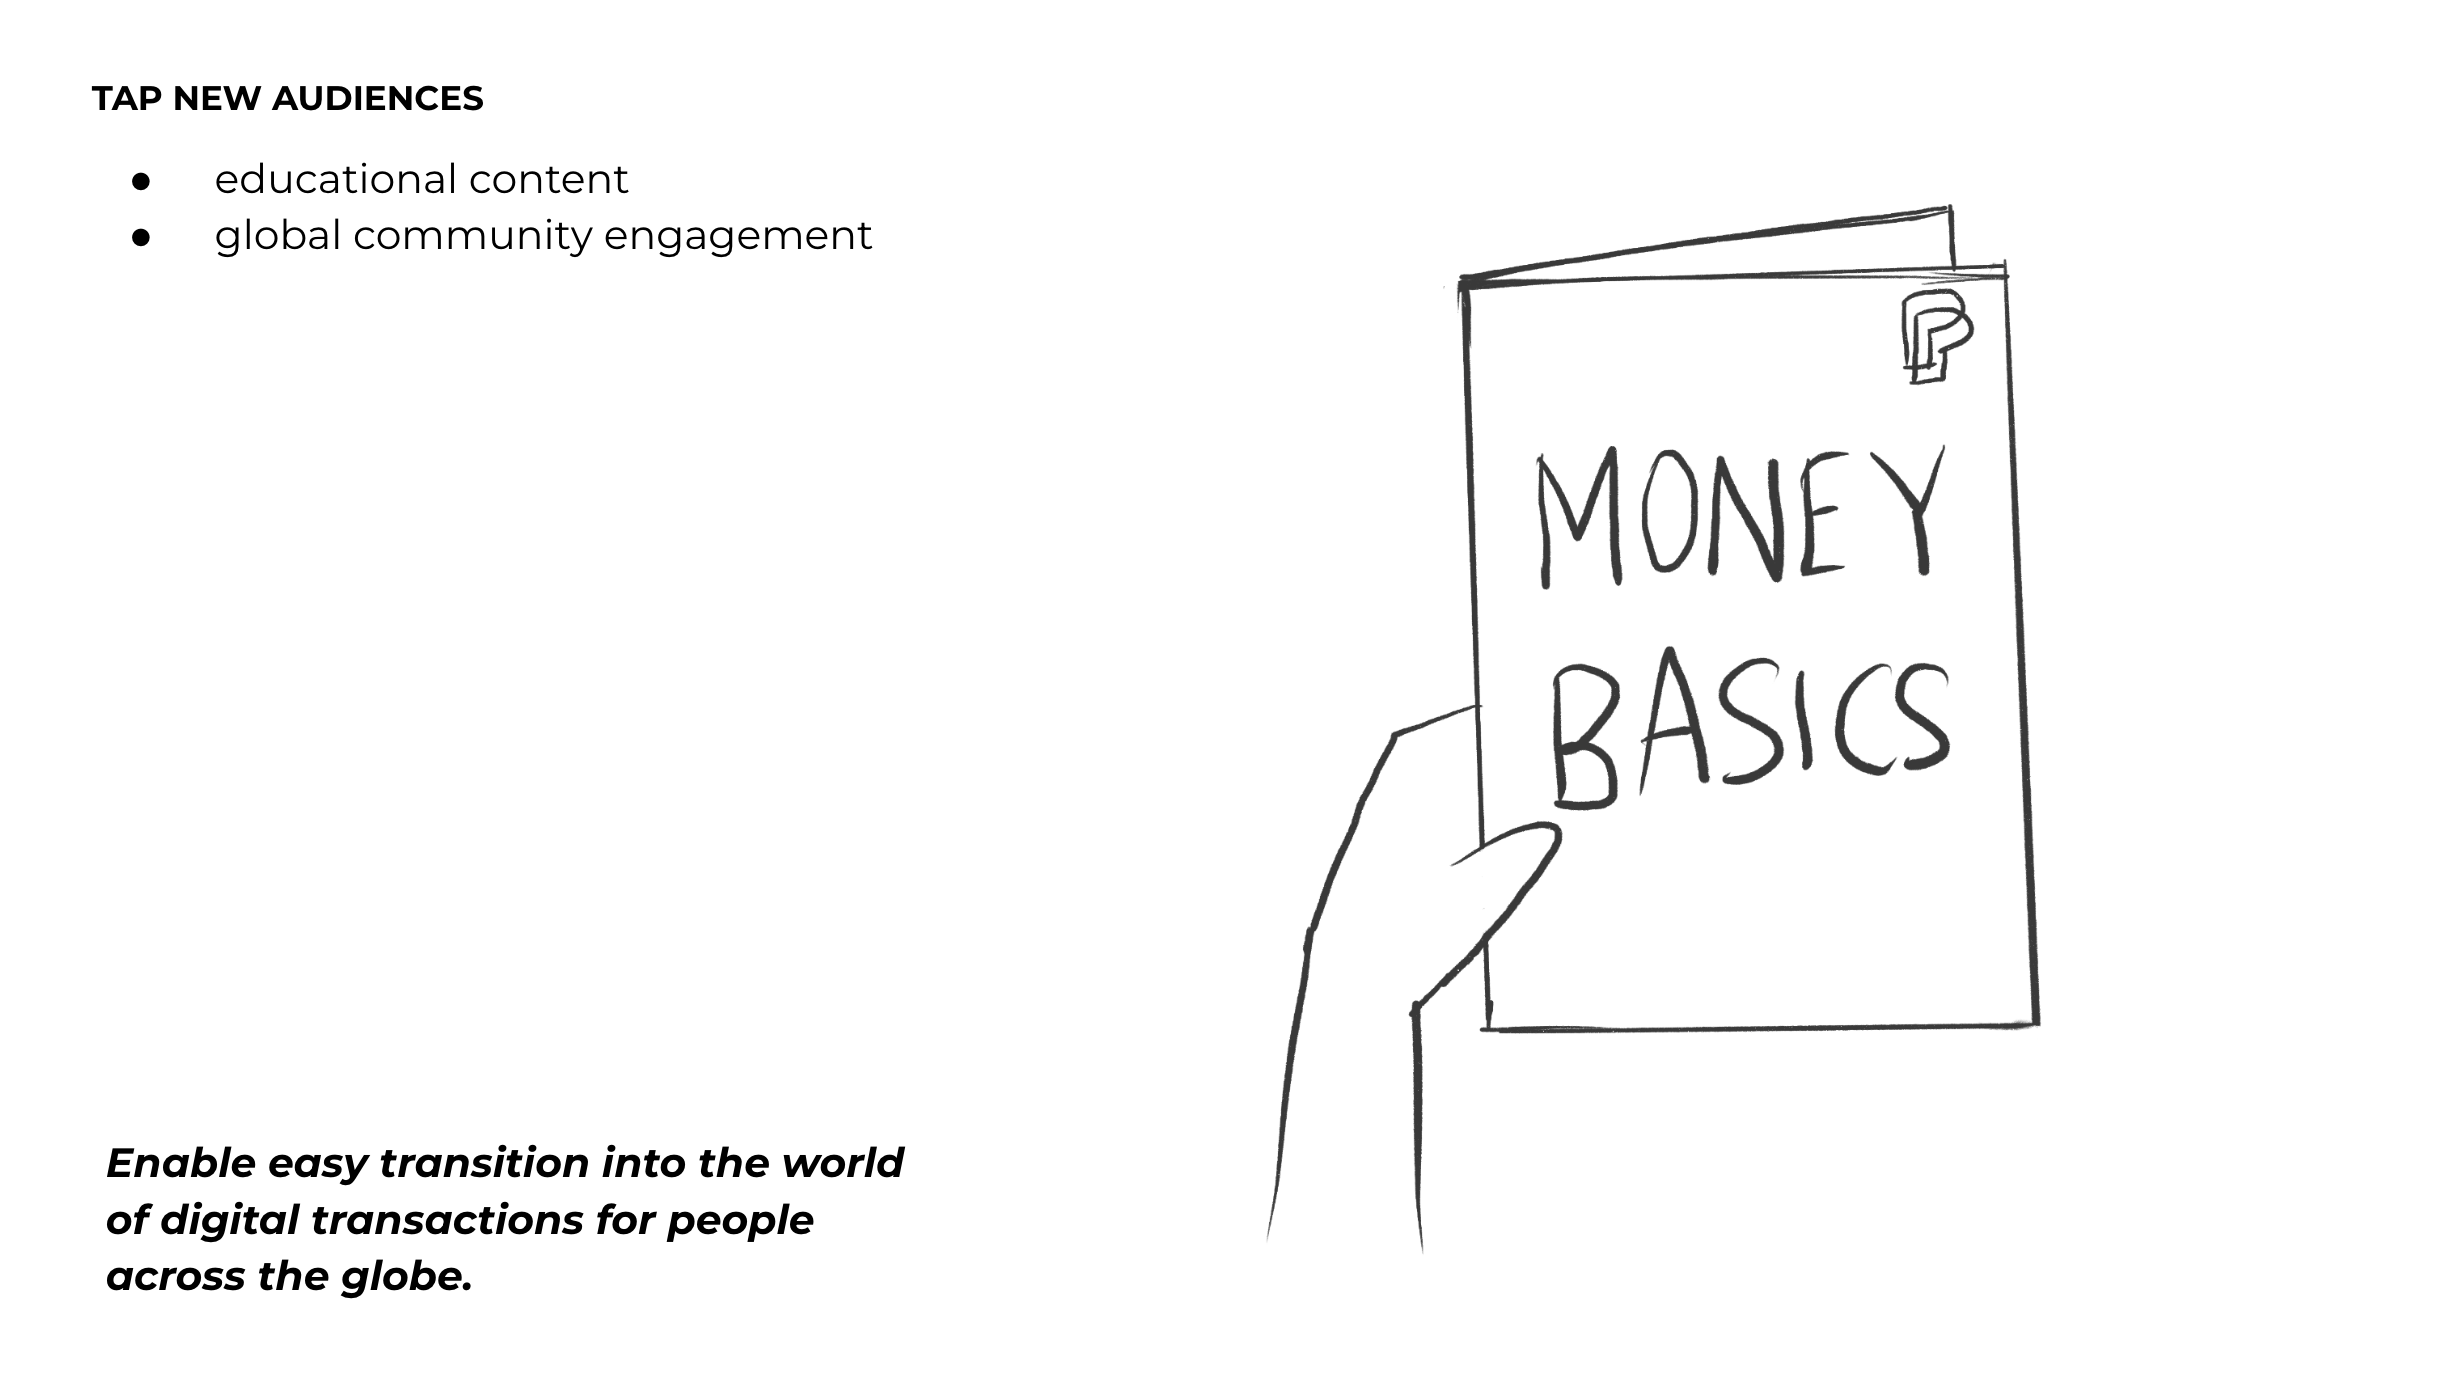 TAP NEW AUDIENCES
● educational content
● global community engagement
MONEY
BASICS
Enable easy transition into the world
of digital transactions for people
across the globe.